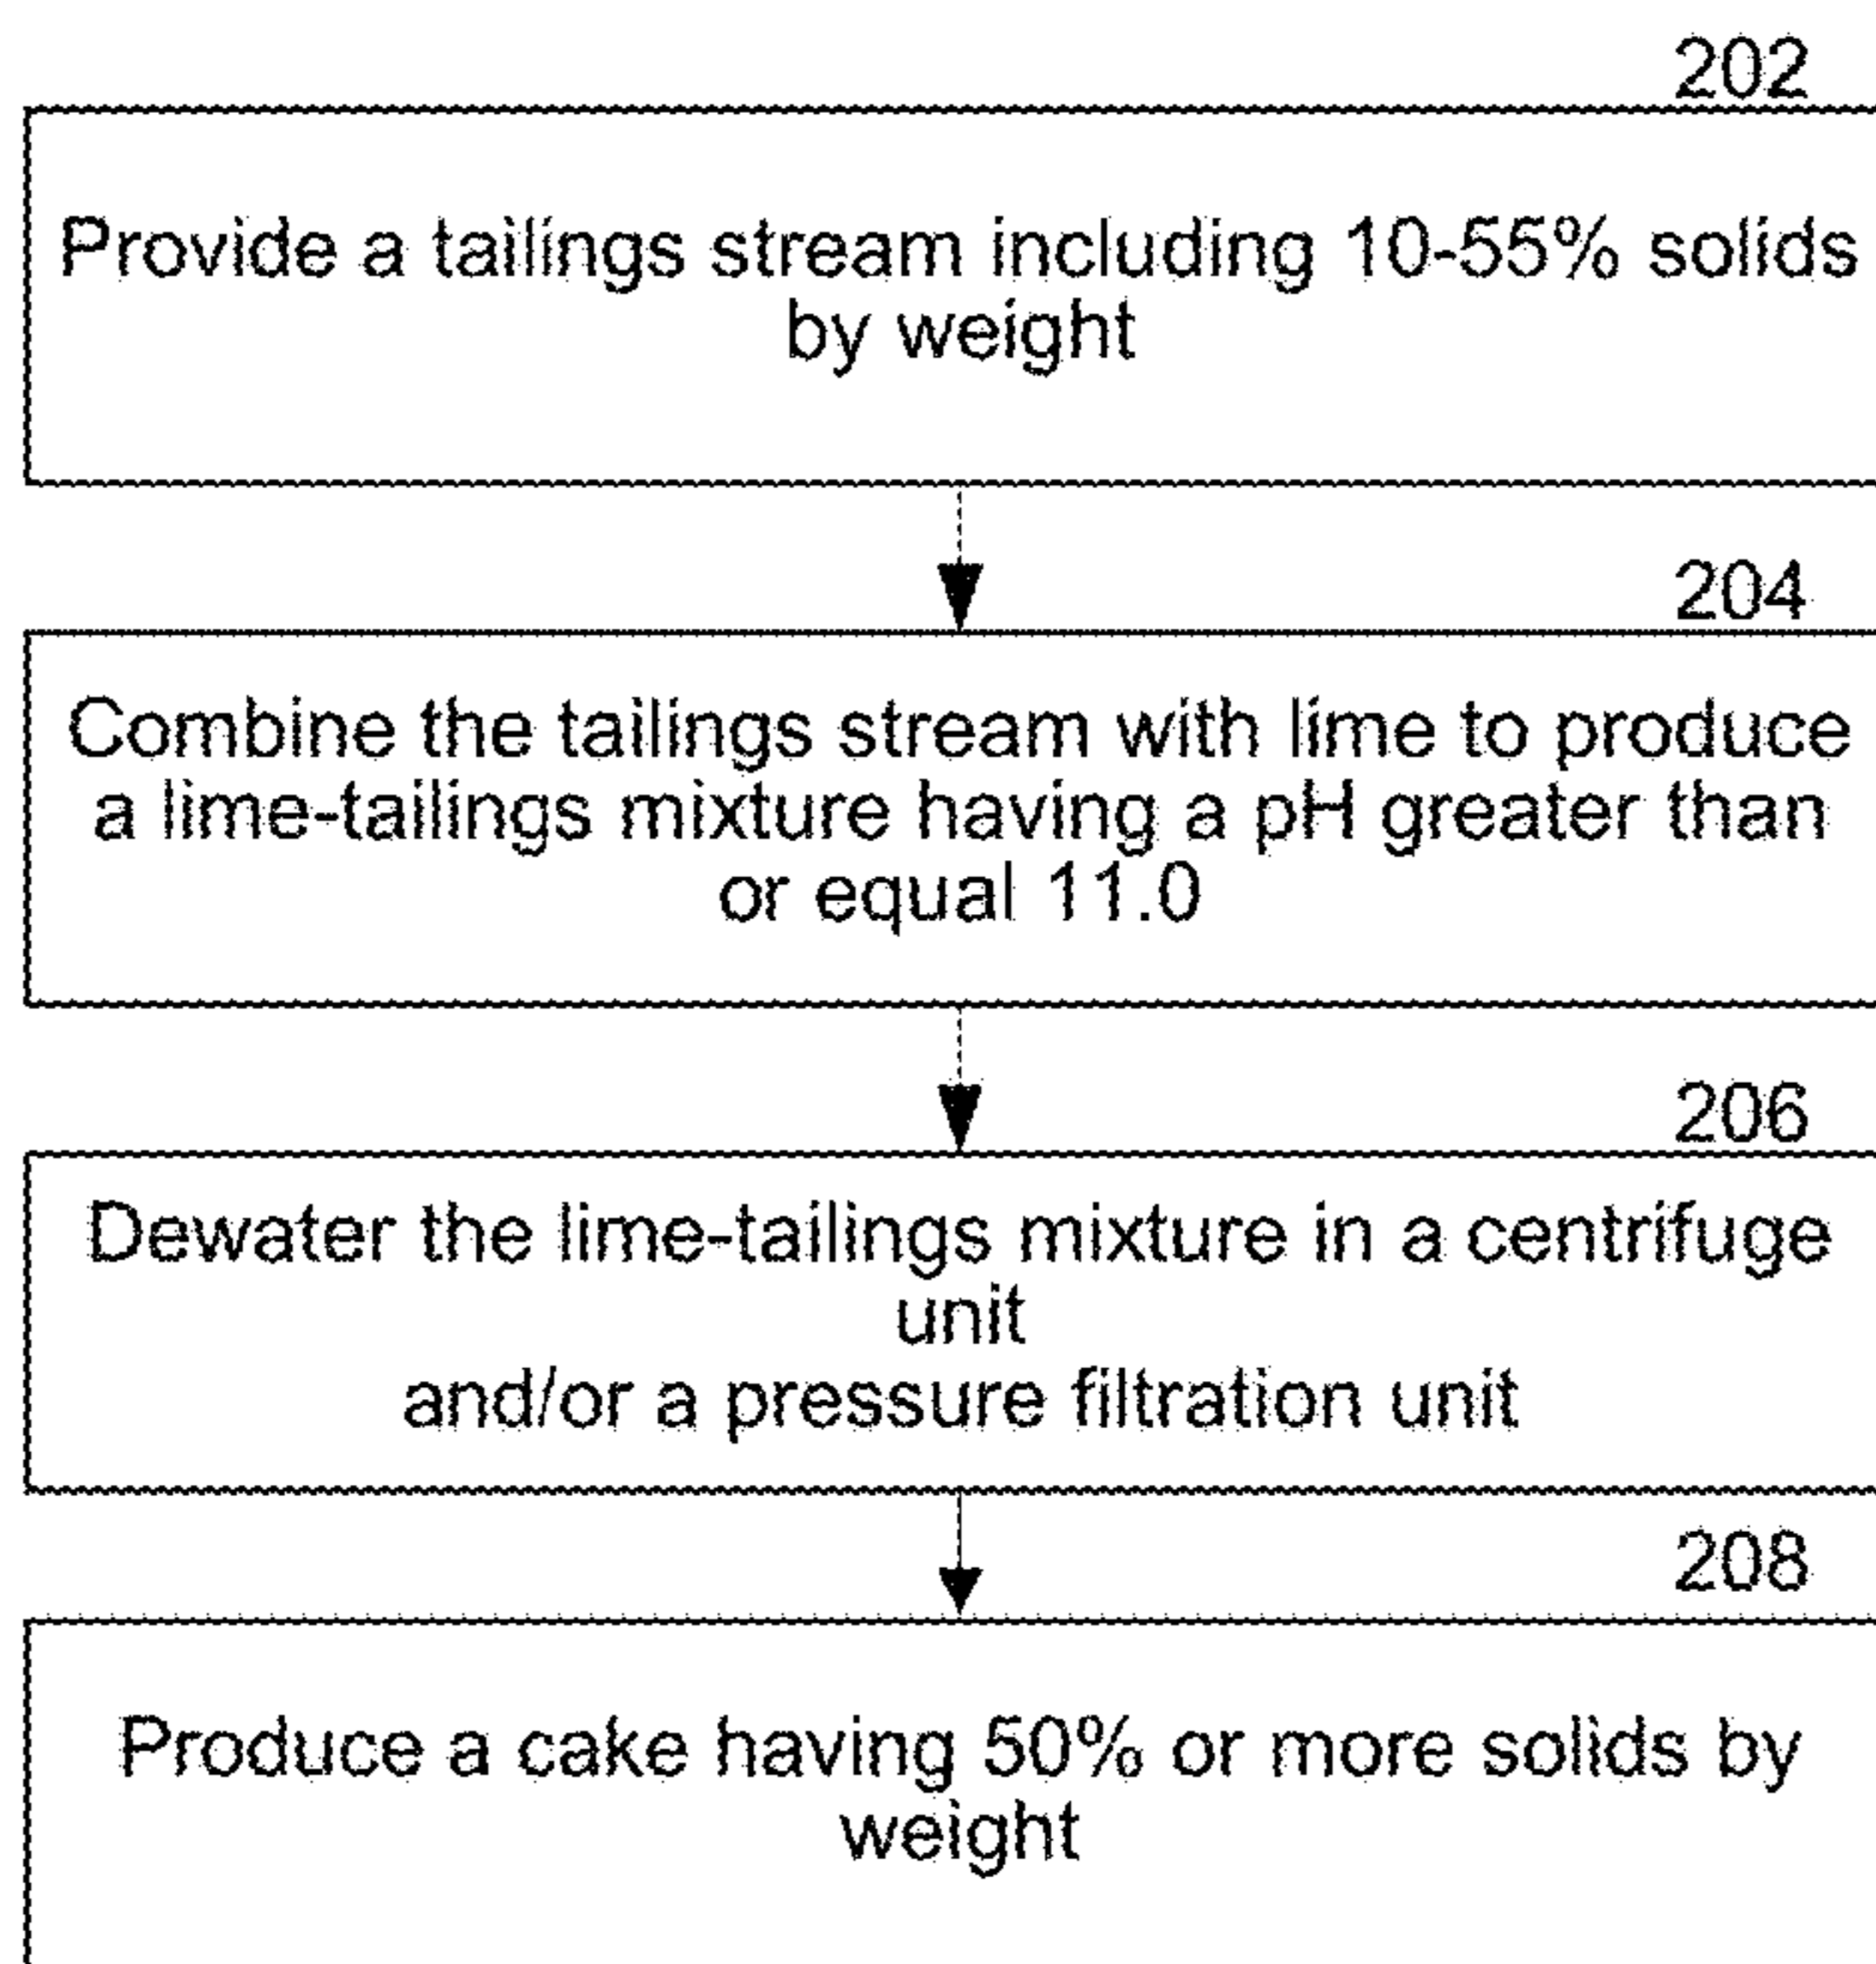 202
Provide a tailings stream including 10-55% solids
by weight
204
Combine the tailings stream with lime to produce
a lime-tailings mixture having a pH greater than
or equal 11.0
206
Dewater the lime-tailings mixture in a centrifuge
unit
and/or a pressure filtration unit
208
Produce a cake having 50% or more solids by
weight